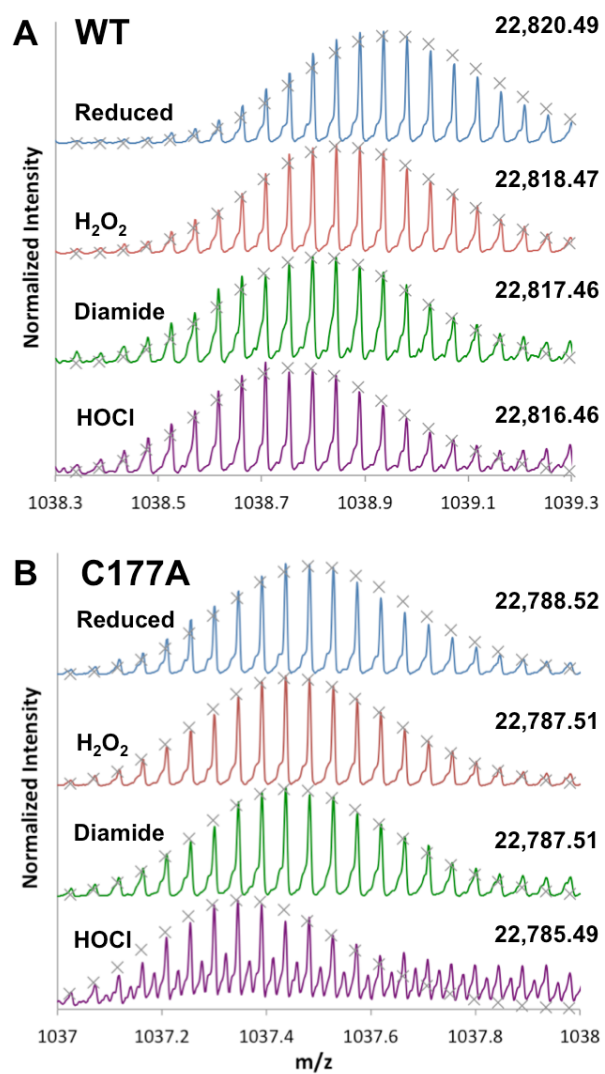 A WT
22,820.49
Reduced
22,818.47
H₂O₂
22,817.46
Diamide
22,816.46
HOCl
Normalized Intensity
1038.3 1038.5 1038.7 1038.9 1039.1 1039.3
B C177A
22,788.52
Reduced
22,787.51
H₂O₂
22,787.51
Diamide
22,785.49
HOCl
Normalized Intensity
1037 1037.2 1037.4 1037.6 1037.8 1038
m/z